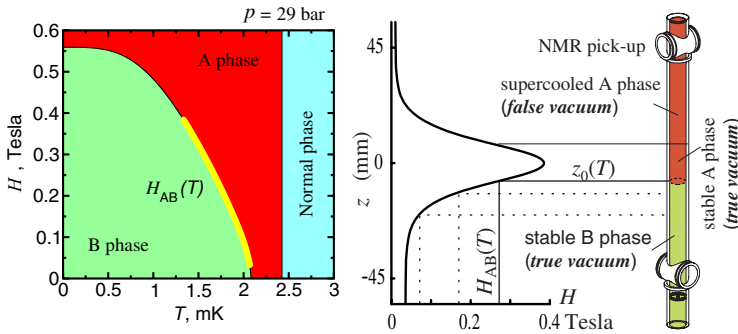 p = 29 bar
0.6
0.5
0.4
0.3
0.2
0.1
0
H, Tesla
A phase
Normal phase
H_AB(T)
B phase
0 0.5 1 1.5 2 2.5 3
T, mK
45
0
-45
z (mm)
NMR pick-up
supercooled A phase
(false vacuum)
z₀(T)
stable A phase
(true vacuum)
stable B phase
(true vacuum)
H_AB(T)
H
0 0.2 0.4
Tesla